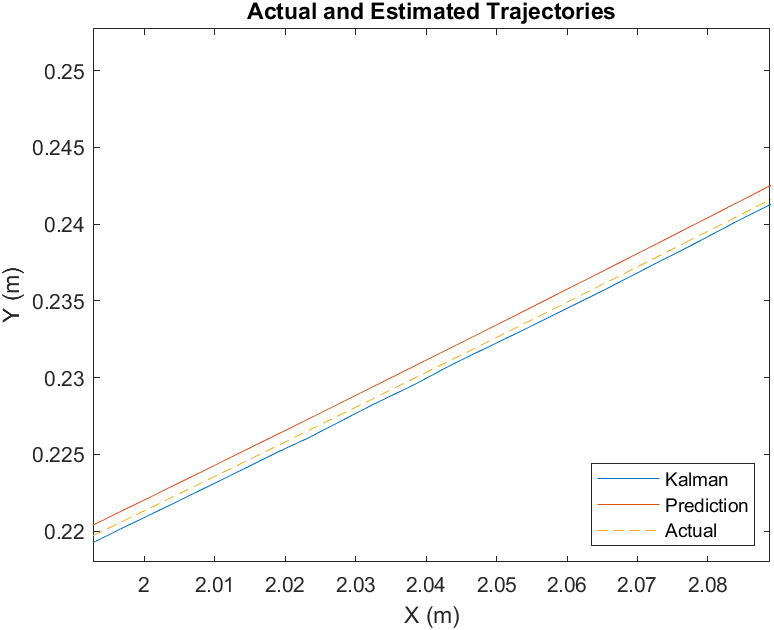 Actual and Estimated Trajectories
0.25
0.245
0.24
0.235
0.23
0.225
0.22
Y (m)
Kalman
Prediction
Actual
2 2.01 2.02 2.03 2.04 2.05 2.06 2.07 2.08
X (m)